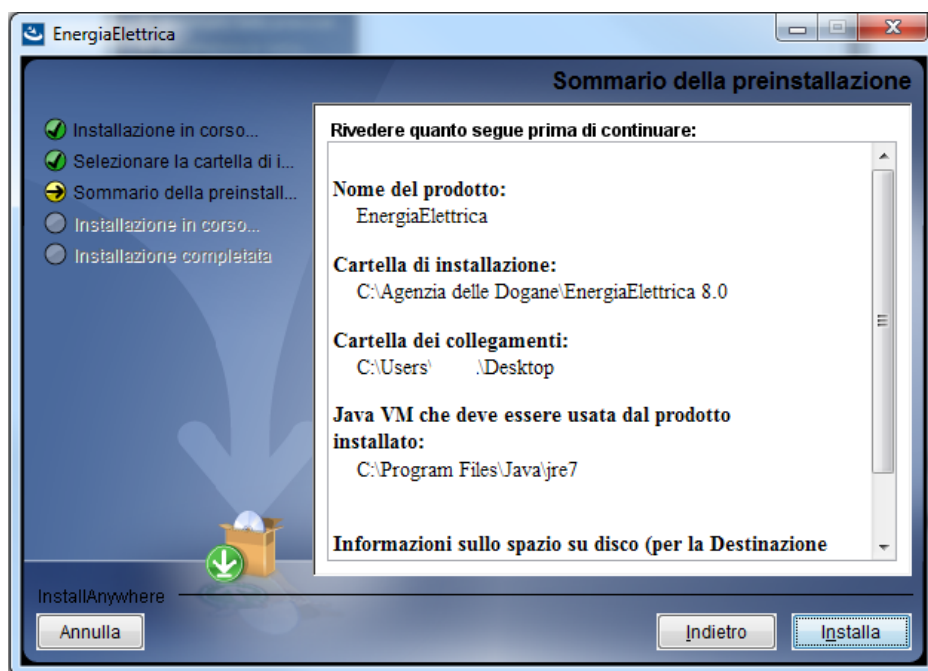 EnergiaElettrica
Sommario della preinstallazione
Installazione in corso...
Selezionare la cartella di i...
Sommario della preinstall...
Installazione in corso...
Installazione completata
Rivedere quanto segue prima di continuare:
Nome del prodotto:
EnergiaElettrica
Cartella di installazione:
C:\Agenzia delle Dogane\EnergiaElettrica 8.0
Cartella dei collegamenti:
C:\Users\ .\Desktop
Java VM che deve essere usata dal prodotto
installato:
C:\Program Files\Java\jre7
Informazioni sullo spazio su disco (per la Destinazione
InstallAnywhere
Annulla
Indietro
Installa